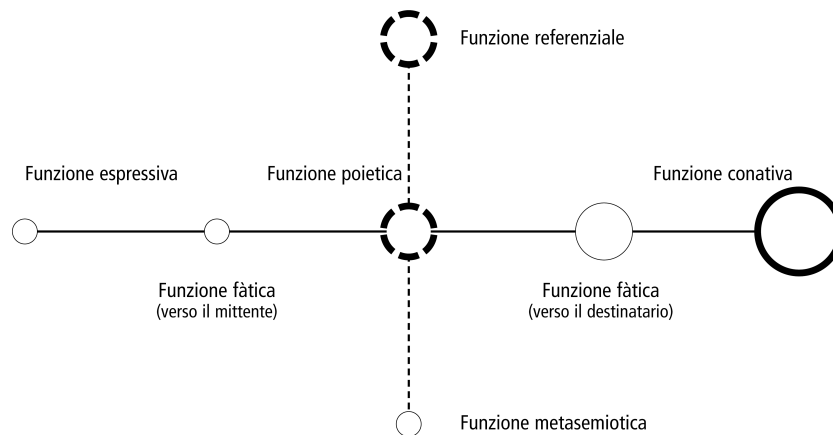 Funzione referenziale
Funzione espressiva
Funzione poietica
Funzione conativa
Funzione fàtica
(verso il mittente)
Funzione fàtica
(verso il destinatario)
Funzione metasemiotica